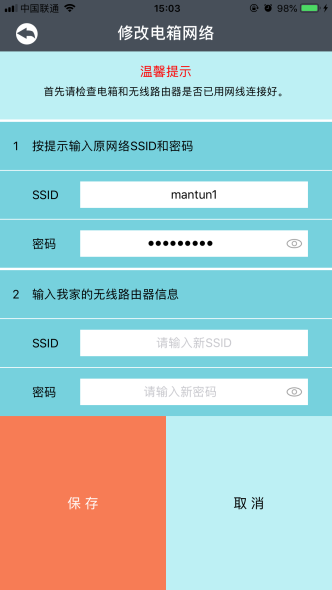 中国联通 15:03 98%
修改电箱网络
温馨提示
首先请检查电箱和无线路由器是否已用网线连接好。
1 按提示输入原网络SSID和密码
SSID mantun1
密码 ●●●●●●●●●
2 输入我家的无线路由器信息
SSID 请输入新SSID
密码 请输入新密码
保存 取消